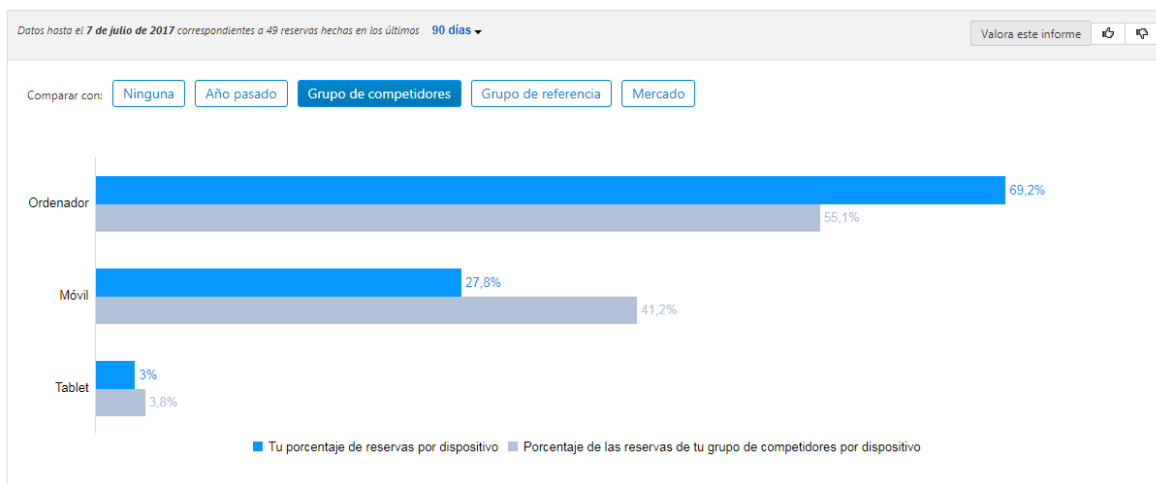 Datos hasta el 7 de julio de 2017 correspondientes a 49 reservas hechas en los últimos 90 días
Valora este informe
Comparar con: Ninguna Año pasado Grupo de competidores Grupo de referencia Mercado
Ordenador
69,2%
55,1%
Móvil
27,8%
41,2%
Tablet
3%
3,8%
Tu porcentaje de reservas por dispositivo Porcentaje de las reservas de tu grupo de competidores por dispositivo